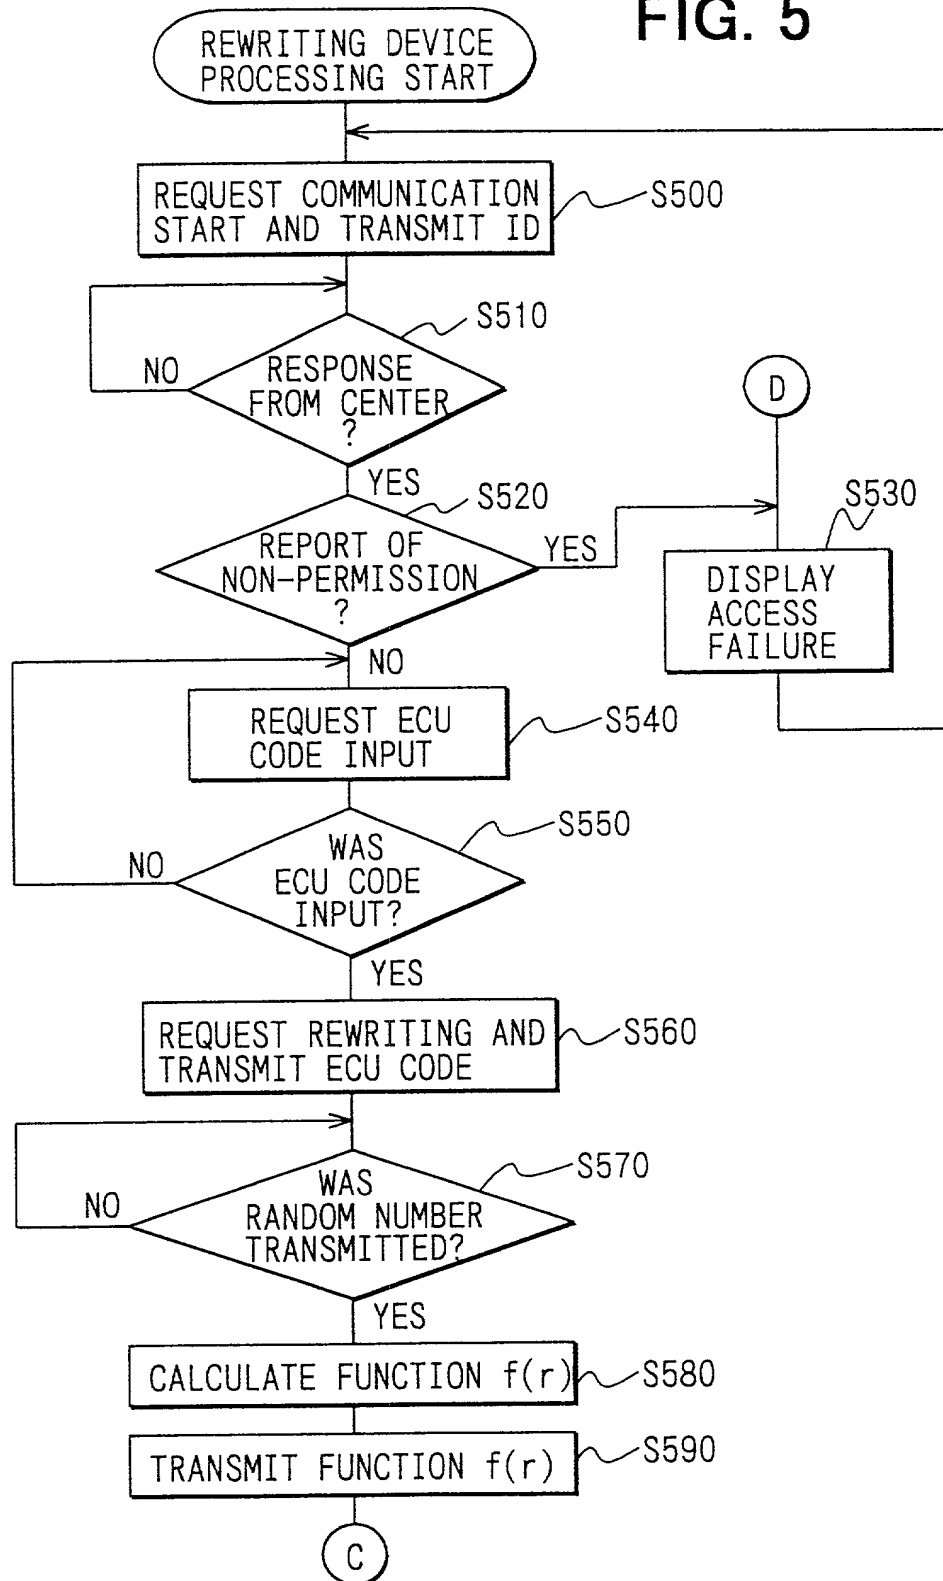 FIG. 5
REWRITING DEVICE
PROCESSING START
REQUEST COMMUNICATION
START AND TRANSMIT ID
S500
S510
RESPONSE
FROM CENTER
?
NO
YES
D
S520
REPORT OF
NON-PERMISSION
?
YES
S530
DISPLAY
ACCESS
FAILURE
NO
REQUEST ECU
CODE INPUT
S540
S550
WAS
ECU CODE
INPUT?
NO
YES
REQUEST REWRITING AND
TRANSMIT ECU CODE
S560
S570
WAS
RANDOM NUMBER
TRANSMITTED?
NO
YES
CALCULATE FUNCTION f(r)
S580
TRANSMIT FUNCTION f(r)
S590
C